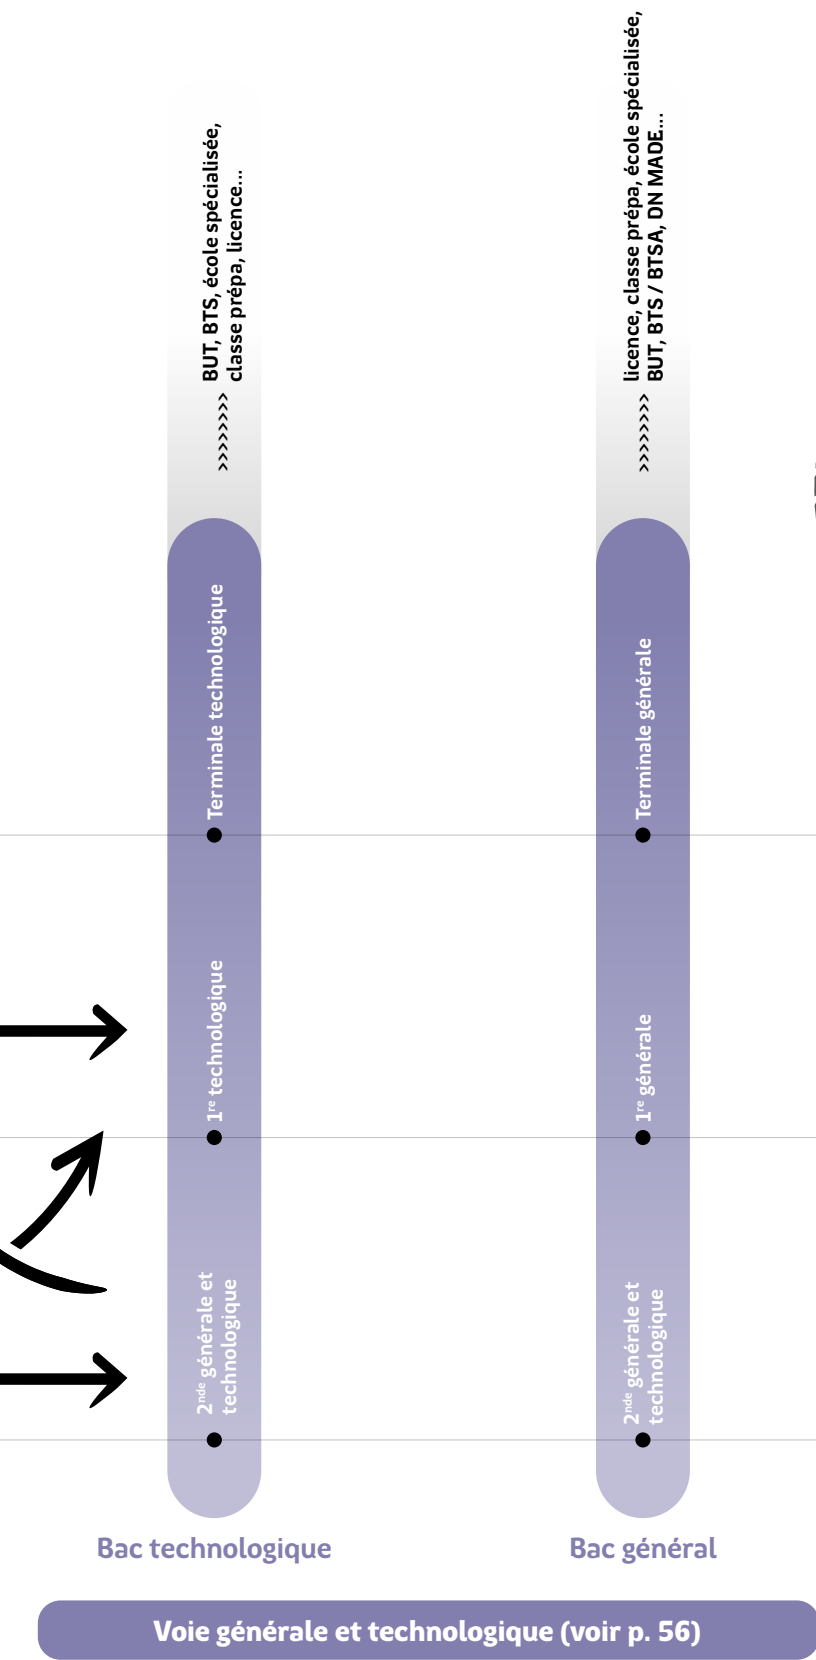 BUT, BTS, école spécialisée,
classe prépa, licence...
>>>>>>>>>
Terminale technologique
1re technologique
2nde générale et
technologique
Bac technologique
licence, classe prépa, école spécialisée,
BUT, BTS / BTSA, DN MADE...
>>>>>>>>>
Terminale générale
1re générale
2nde générale et
technologique
Bac général
Voie générale et technologique (voir p. 56)